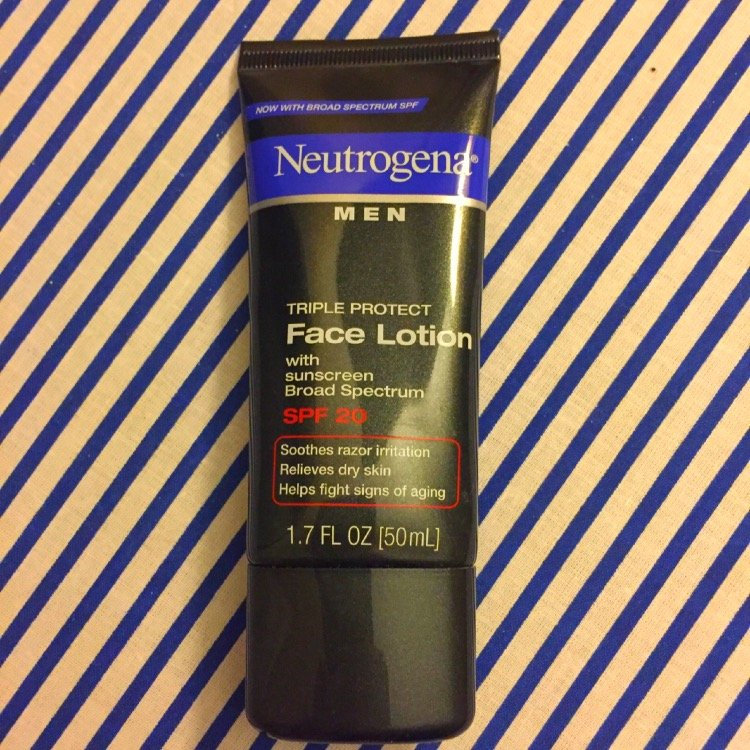 NOW WITH BROAD SPECTRUM SPF
Neutrogena®
MEN
TRIPLE PROTECT
Face Lotion
with
sunscreen
Broad Spectrum
SPF 20
Soothes razor irritation
Relieves dry skin
Helps fight signs of aging
1.7 FL OZ [50mL]